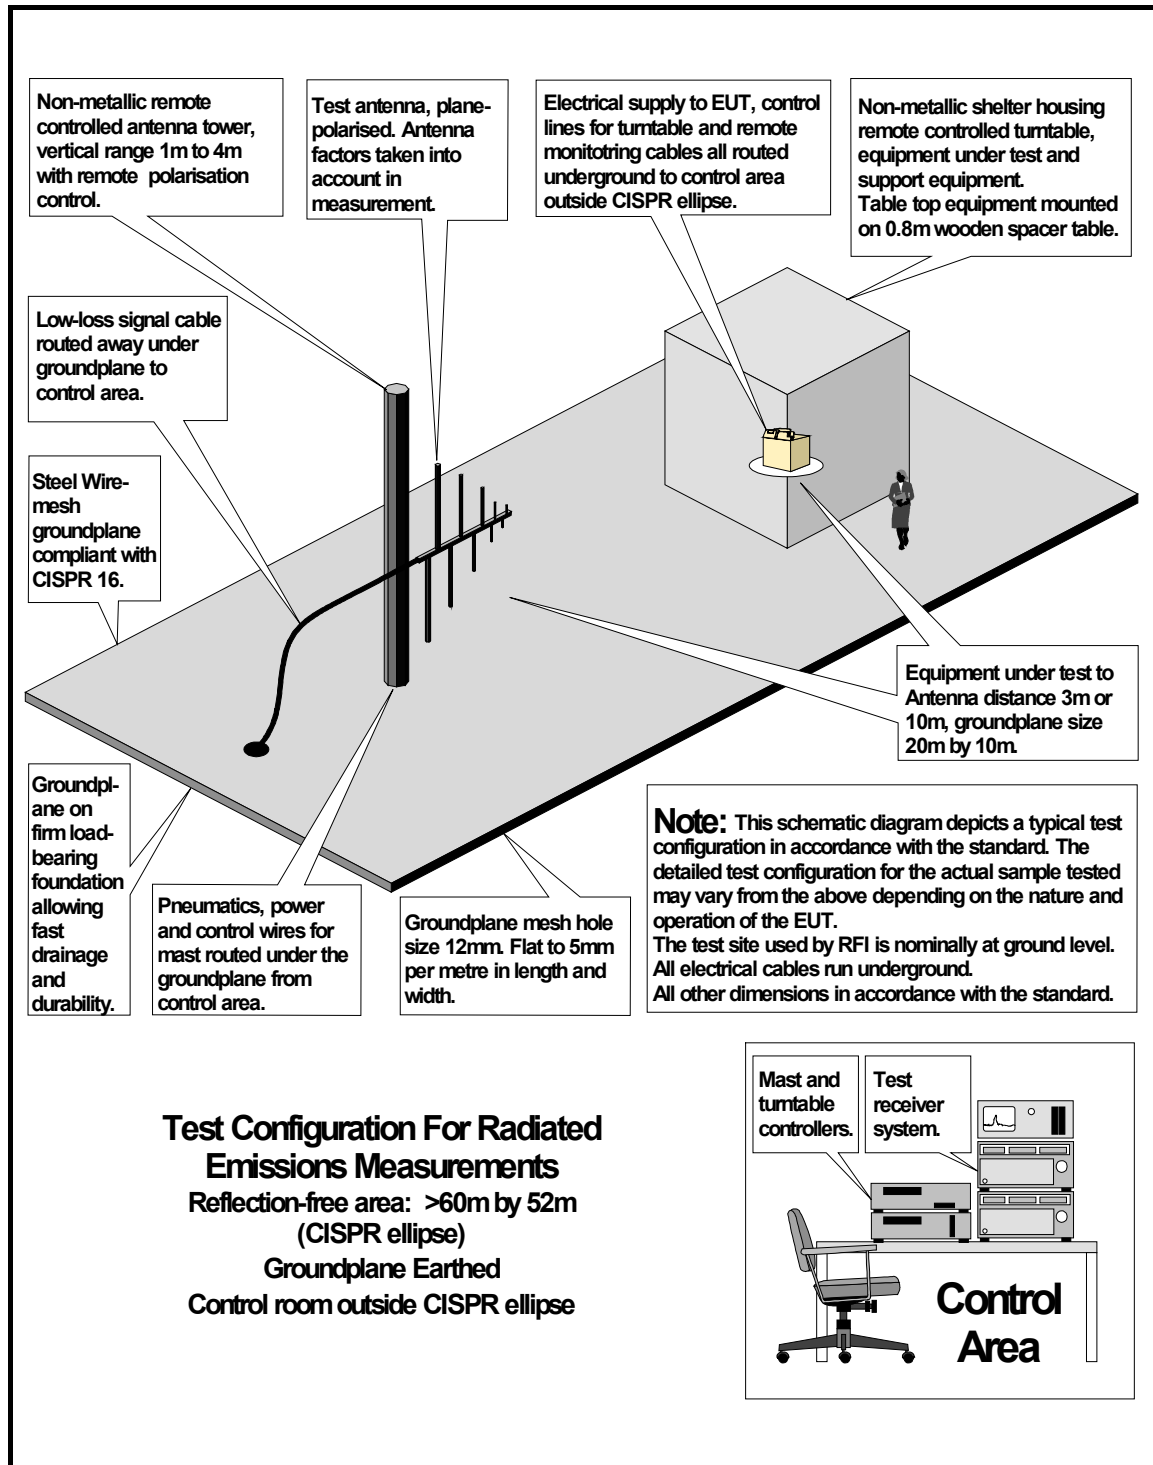 Non-metallic remote
controlled antenna tower,
vertical range 1m to 4m
with remote polarisation
control.
Test antenna, plane-
polarised. Antenna
factors taken into
account in
measurement.
Electrical supply to EUT, control
lines for turntable and remote
monitotring cables all routed
underground to control area
outside CISPR ellipse.
Non-metallic shelter housing
remote controlled turntable,
equipment under test and
support equipment.
Table top equipment mounted
on 0.8m wooden spacer table.
Low-loss signal cable
routed away under
groundplane to
control area.
Steel Wire-
mesh
groundplane
compliant with
CISPR 16.
Equipment under test to
Antenna distance 3m or
10m, groundplane size
20m by 10m.
Groundpl-
ane on
firm load-
bearing
foundation
allowing
fast
drainage
and
durability.
Pneumatics, power
and control wires for
mast routed under the
groundplane from
control area.
Groundplane mesh hole
size 12mm. Flat to 5mm
per metre in length and
width.
Note: This schematic diagram depicts a typical test
configuration in accordance with the standard. The
detailed test configuration for the actual sample tested
may vary from the above depending on the nature and
operation of the EUT.
The test site used by RFI is nominally at ground level.
All electrical cables run underground.
All other dimensions in accordance with the standard.
Test Configuration For Radiated
Emissions Measurements
Reflection-free area: >60m by 52m
(CISPR ellipse)
Groundplane Earthed
Control room outside CISPR ellipse
Mast and
turntable
controllers.
Test
receiver
system.
Control
Area